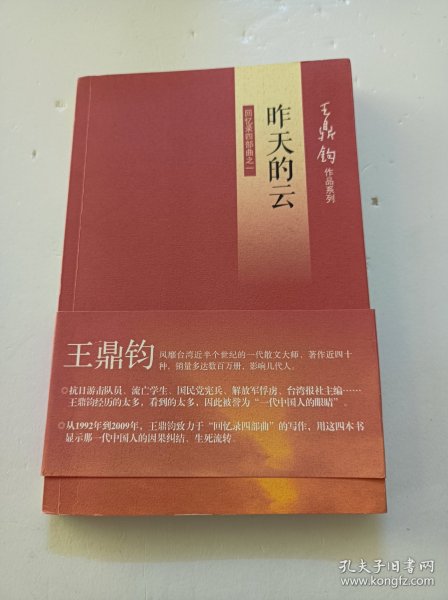 王鼎钧
作品系列
昨天的云
回忆录四部曲之一
王鼎钧
风靡台湾近半个世纪的一代散文大师，著作近四十
种，销量多达数百万册，影响几代人。
◎抗日游击队员、流亡学生、国民党宪兵、解放军俘虏、台湾报社主编……
王鼎钧经历的太多，看到的太多，因此被誉为“一代中国人的眼睛”。
◎从1992年到2009年，王鼎钧致力于“回忆录四部曲”的写作，用这四本书
显示那一代中国人的因果纠结、生死流转。
孔夫子旧书网
www.kongfz.com